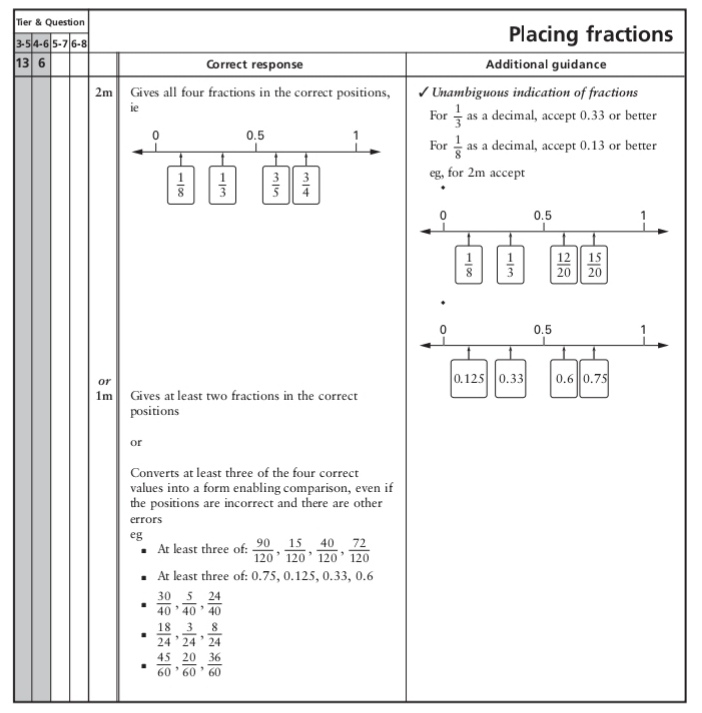 Tier & Question
Placing fractions
3-5 4-6 5-7 6-8
13 6
Correct response
Additional guidance
2m
Gives all four fractions in the correct positions,
ie
0 0.5 1
1/8 1/3 3/5 3/4
✓ Unambiguous indication of fractions
For 1/3 as a decimal, accept 0.33 or better
For 1/8 as a decimal, accept 0.13 or better
eg, for 2m accept
•
0 0.5 1
1/8 1/3 12/20 15/20
•
0 0.5 1
0.125 0.33 0.6 0.75
or
1m
Gives at least two fractions in the correct
positions
or
Converts at least three of the four correct
values into a form enabling comparison, even if
the positions are incorrect and there are other
errors
eg
▪ At least three of: 90/120, 15/120, 40/120, 72/120
▪ At least three of: 0.75, 0.125, 0.33, 0.6
▪ 30/40, 5/40, 24/40
▪ 18/24, 3/24, 8/24
▪ 45/60, 20/60, 36/60